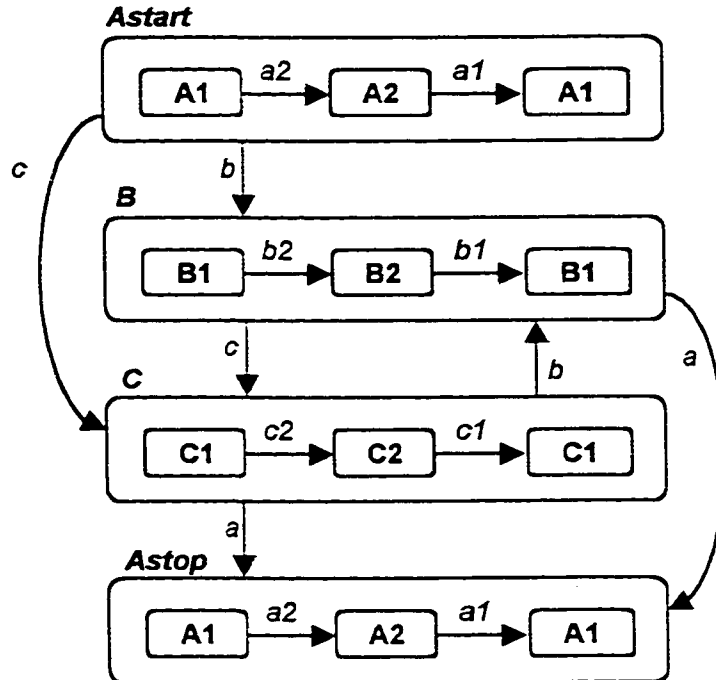 Astart
a2 a1
A1 A2 A1
c b
B
b2 b1
B1 B2 B1
c b a
C
c2 c1
C1 C2 C1
a
Astop
a2 a1
A1 A2 A1